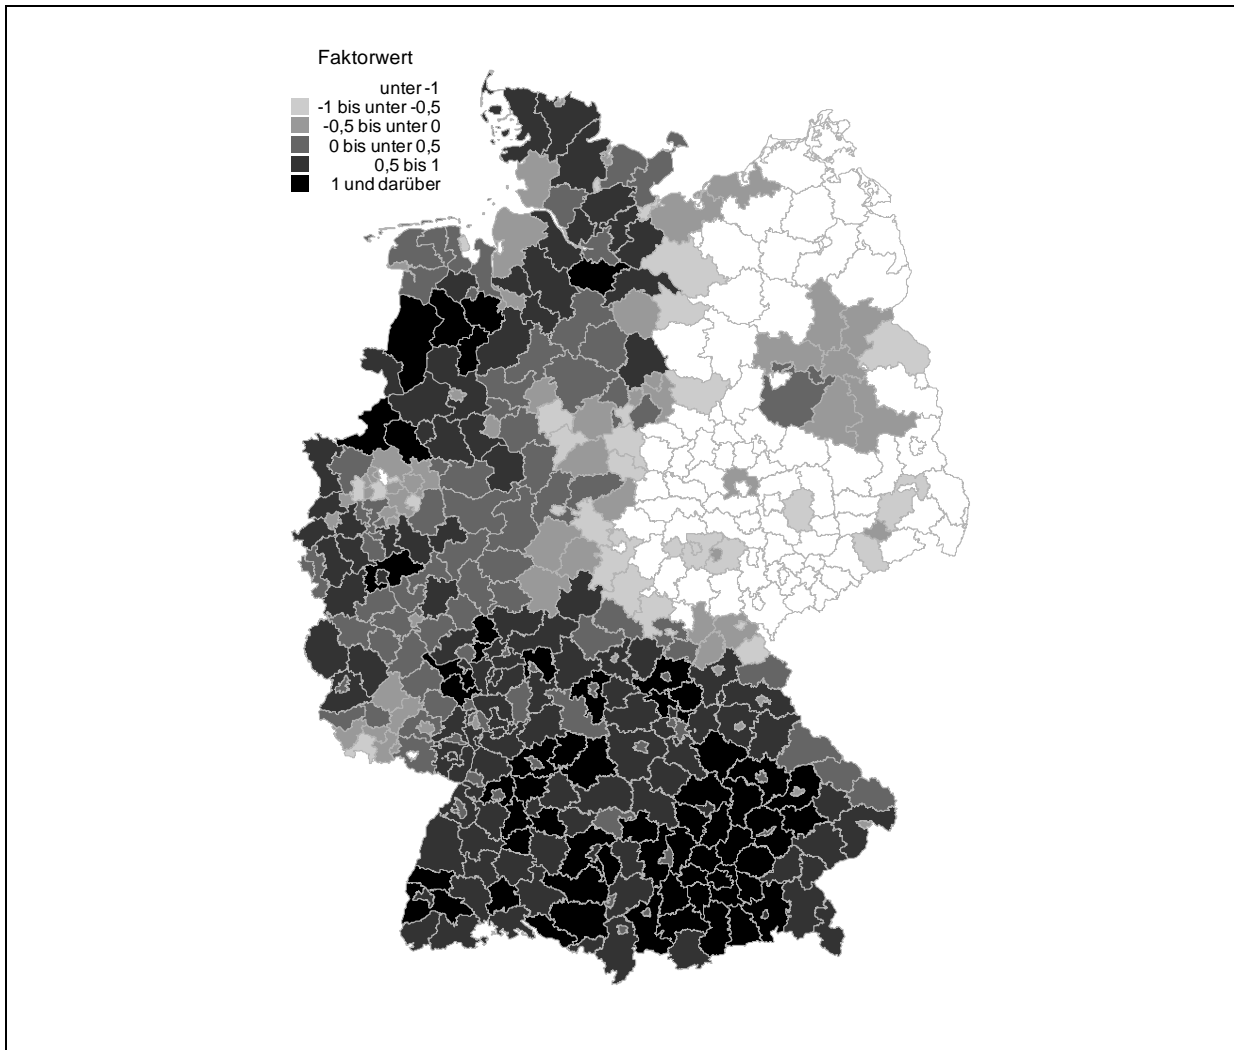 Faktorwert
unter -1
-1 bis unter -0,5
-0,5 bis unter 0
0 bis unter 0,5
0,5 bis 1
1 und darüber